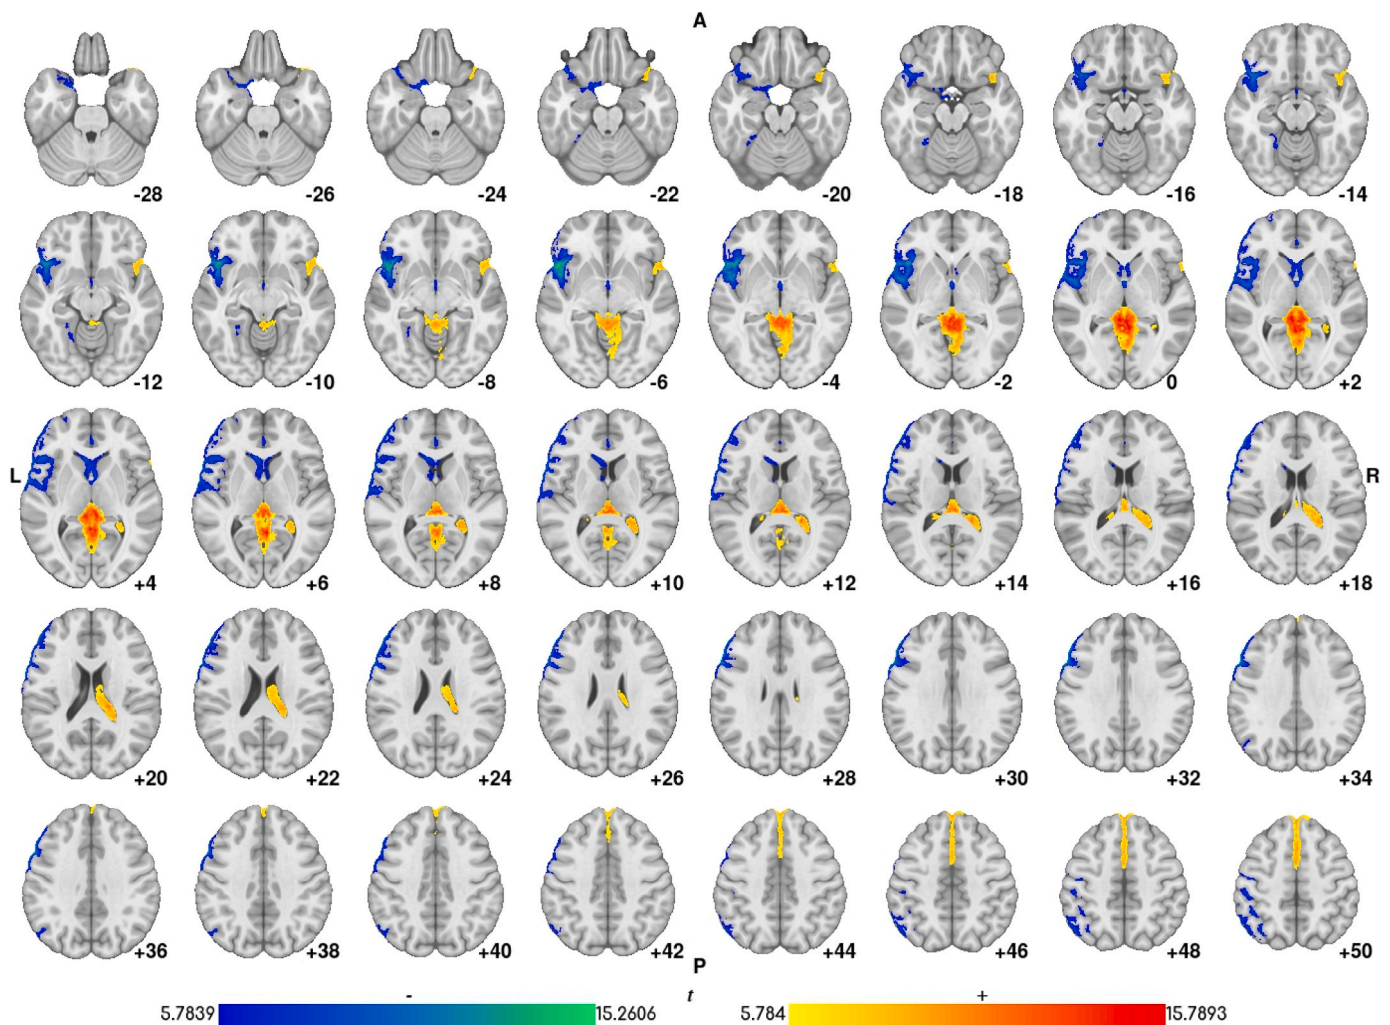 A
-28 -26 -24 -22 -20 -18 -16 -14
-12 -10 -8 -6 -4 -2 0 +2
L R
+4 +6 +8 +10 +12 +14 +16 +18
+20 +22 +24 +26 +28 +30 +32 +34
+36 +38 +40 +42 +44 +46 +48 +50
P
- t +
5.7839 15.2606 5.784 15.7893